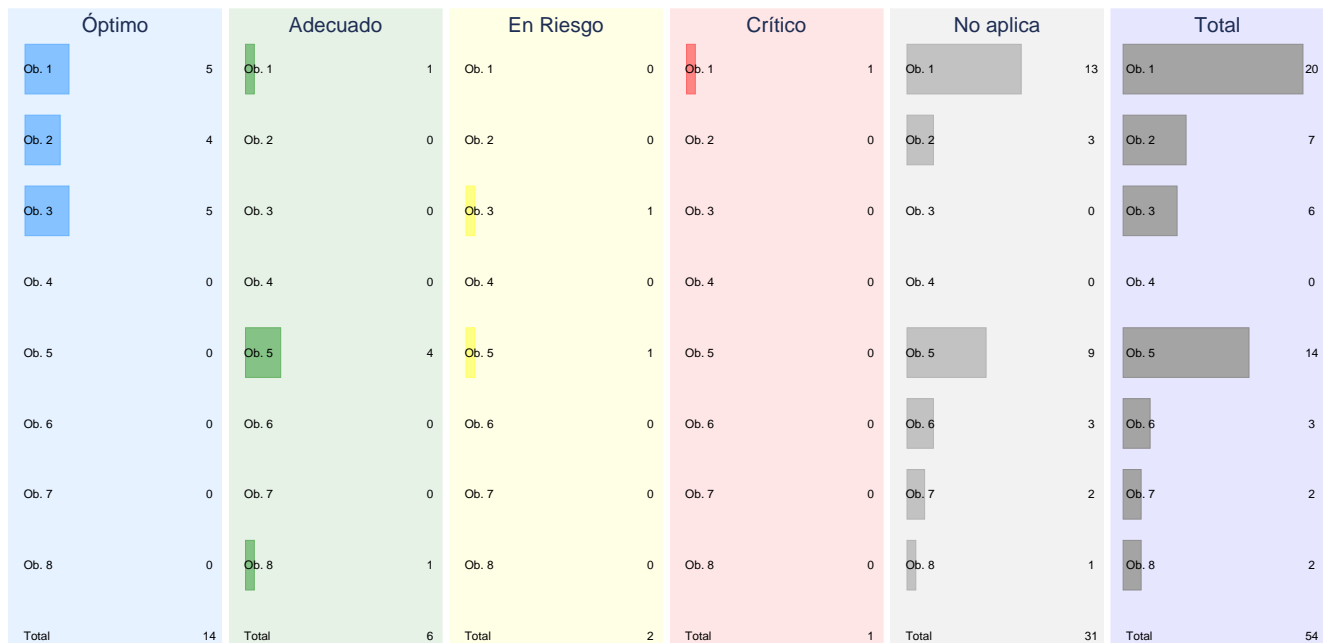 Óptimo Adecuado En Riesgo Crítico No aplica Total
Ob. 1 5 Ob. 1 1 Ob. 1 0 Ob. 1 1 Ob. 1 13 Ob. 1 20
Ob. 2 4 Ob. 2 0 Ob. 2 0 Ob. 2 0 Ob. 2 3 Ob. 2 7
Ob. 3 5 Ob. 3 0 Ob. 3 1 Ob. 3 0 Ob. 3 0 Ob. 3 6
Ob. 4 0 Ob. 4 0 Ob. 4 0 Ob. 4 0 Ob. 4 0 Ob. 4 0
Ob. 5 0 Ob. 5 4 Ob. 5 1 Ob. 5 0 Ob. 5 9 Ob. 5 14
Ob. 6 0 Ob. 6 0 Ob. 6 0 Ob. 6 0 Ob. 6 3 Ob. 6 3
Ob. 7 0 Ob. 7 0 Ob. 7 0 Ob. 7 0 Ob. 7 2 Ob. 7 2
Ob. 8 0 Ob. 8 1 Ob. 8 0 Ob. 8 0 Ob. 8 1 Ob. 8 2
Total 14 Total 6 Total 2 Total 1 Total 31 Total 54